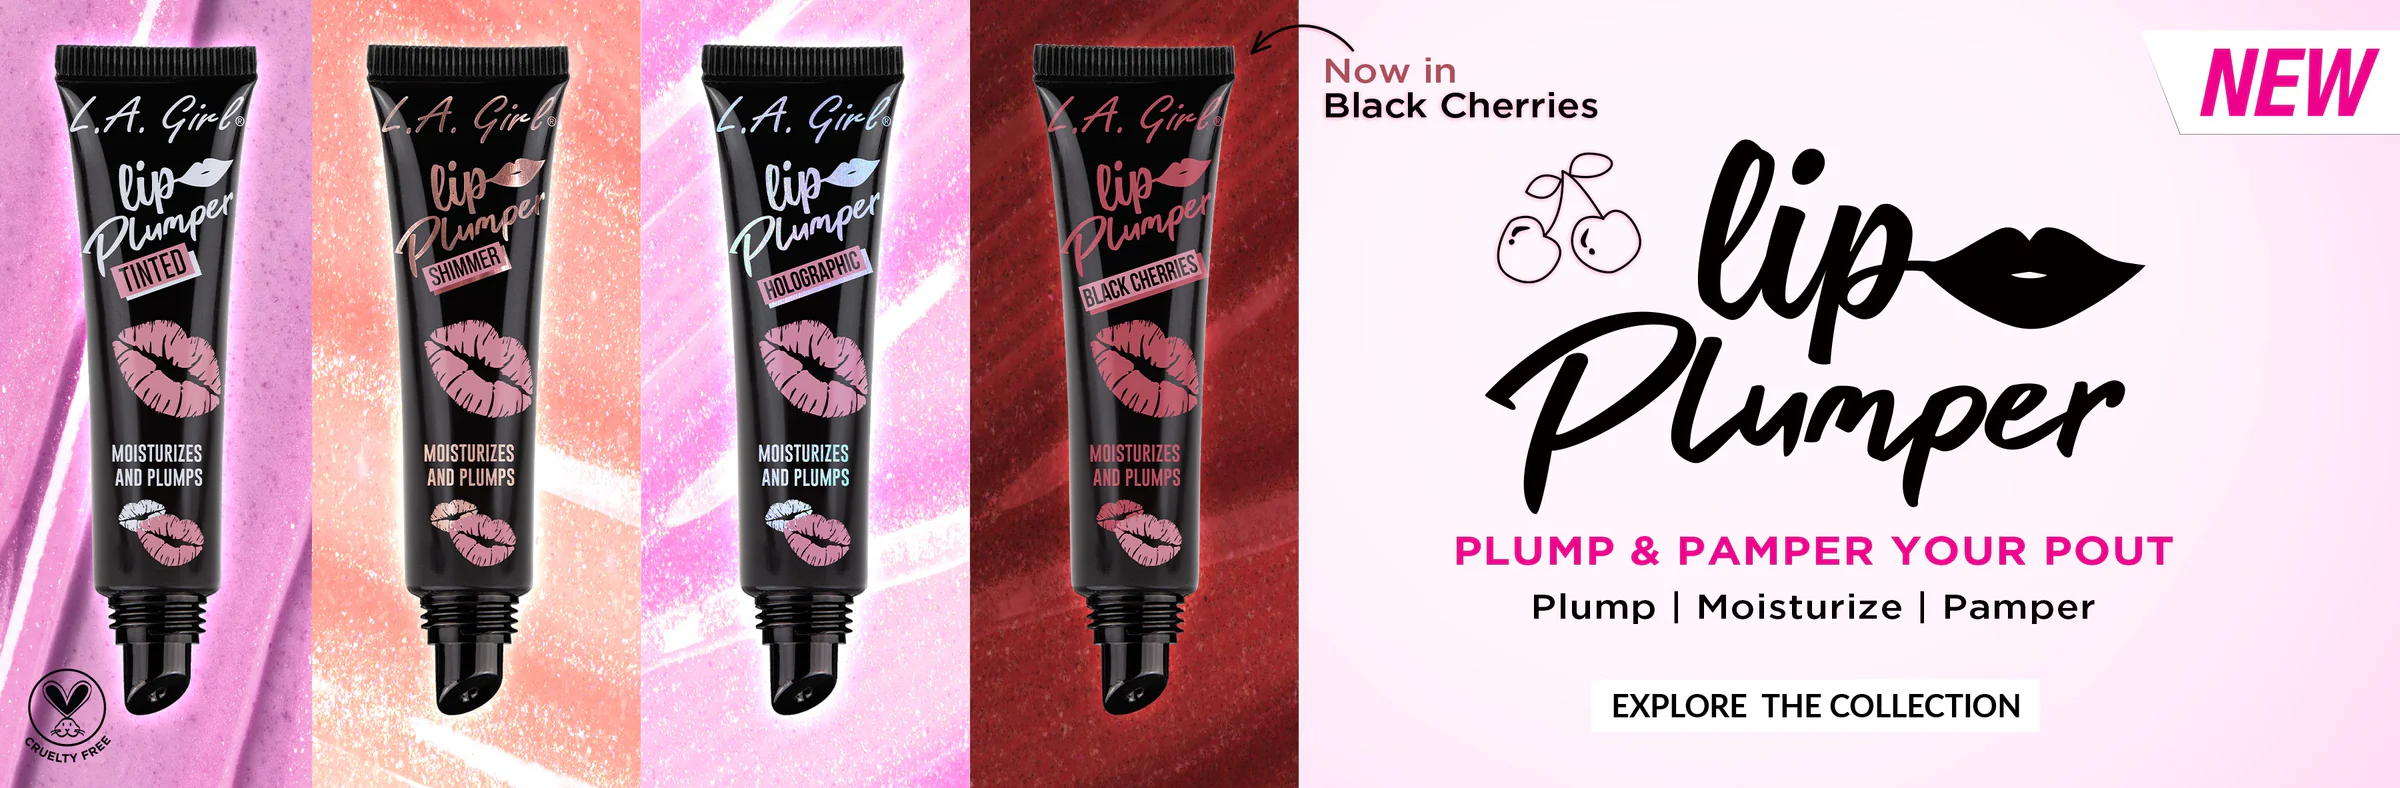 L.A. Girl®
lip
Plumper
TINTED
MOISTURIZES
AND PLUMPS
CRUELTY FREE
L.A. Girl®
lip
Plumper
SHIMMER
MOISTURIZES
AND PLUMPS
L.A. Girl®
lip
Plumper
HOLOGRAPHIC
MOISTURIZES
AND PLUMPS
L.A. Girl®
lip
Plumper
BLACK CHERRIES
MOISTURIZES
AND PLUMPS
Now in
Black Cherries
NEW
lip
Plumper
PLUMP & PAMPER YOUR POUT
Plump | Moisturize | Pamper
EXPLORE THE COLLECTION